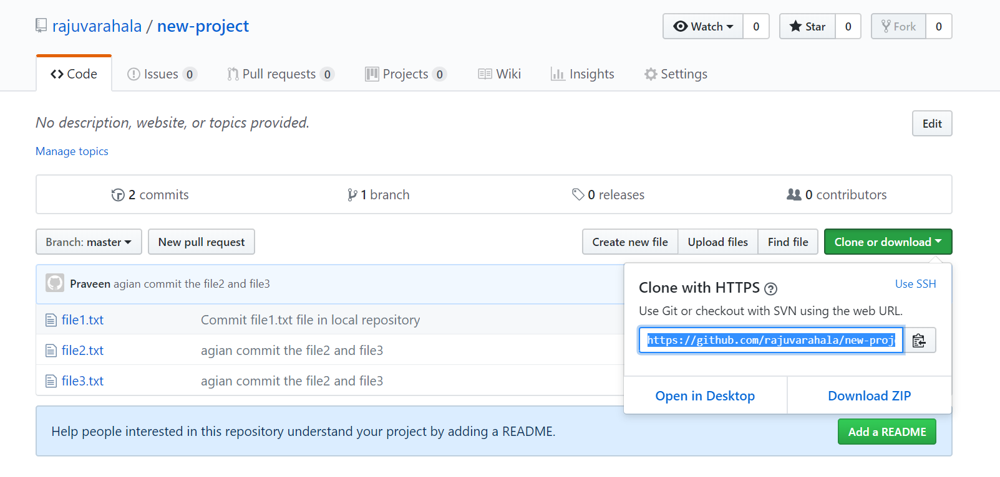 rajuvarahala / new-project
Watch 0 Star 0 Fork 0
Code Issues 0 Pull requests 0 Projects 0 Wiki Insights Settings
No description, website, or topics provided.
Edit
Manage topics
2 commits 1 branch 0 releases 0 contributors
Branch: master New pull request Create new file Upload files Find file Clone or download
Praveen agian commit the file2 and file3
file1.txt Commit file1.txt file in local repository
file2.txt agian commit the file2 and file3
file3.txt agian commit the file2 and file3
Clone with HTTPS ? Use SSH
Use Git or checkout with SVN using the web URL.
https://github.com/rajuvarahala/new-proj
Open in Desktop Download ZIP
Help people interested in this repository understand your project by adding a README.
Add a README